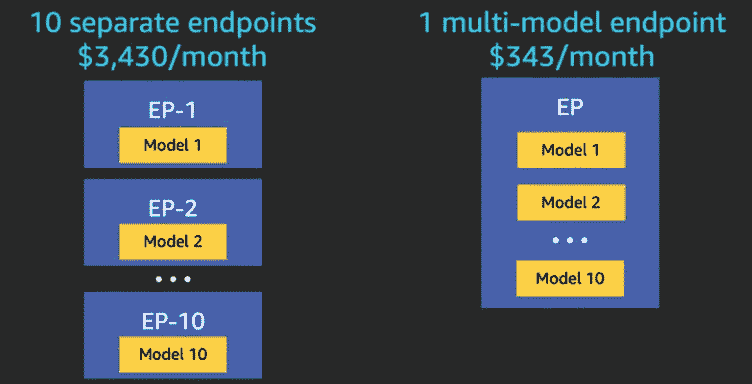 10 separate endpoints
$3,430/month
EP-1
Model 1
EP-2
Model 2
...
EP-10
Model 10
1 multi-model endpoint
$343/month
EP
Model 1
Model 2
...
Model 10